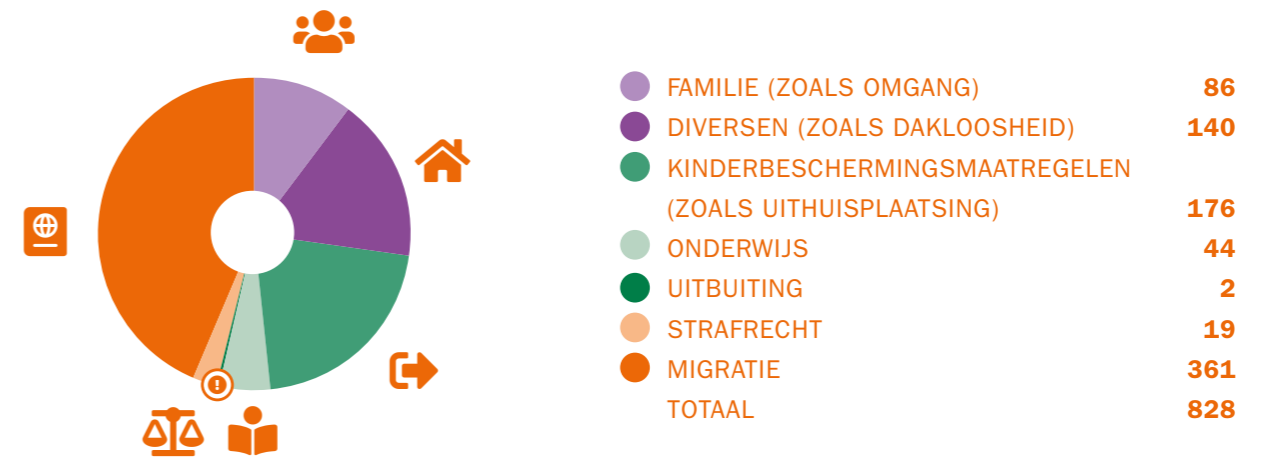 FAMILIE (ZOALS OMGANG) 86
DIVERSEN (ZOALS DAKLOOSHEID) 140
KINDERBESCHERMINGSMAATREGELEN
(ZOALS UITHUISPLAATSING) 176
ONDERWIJS 44
UITBUITING 2
STRAFRECHT 19
MIGRATIE 361
TOTAAL 828